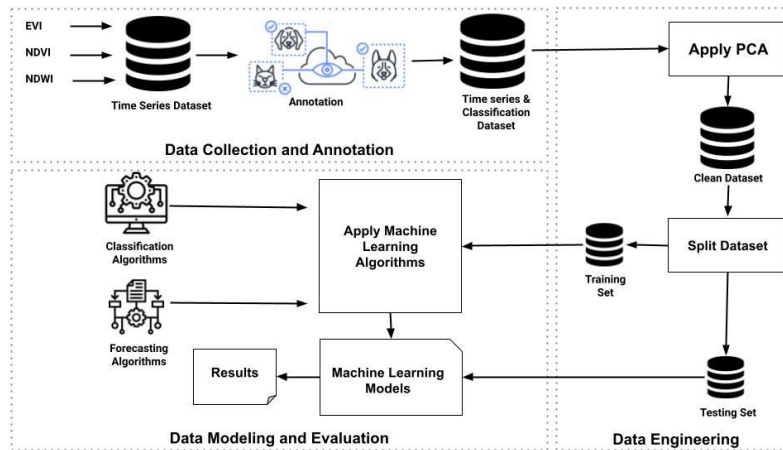 EVI
NDVI
NDWI
Time Series Dataset
Annotation
Time series &
Classification
Dataset
Data Collection and Annotation
Apply PCA
Clean Dataset
Split Dataset
Training
Set
Testing Set
Data Engineering
Classification
Algorithms
Forecasting
Algorithms
Apply Machine
Learning
Algorithms
Machine Learning
Models
Results
Data Modeling and Evaluation